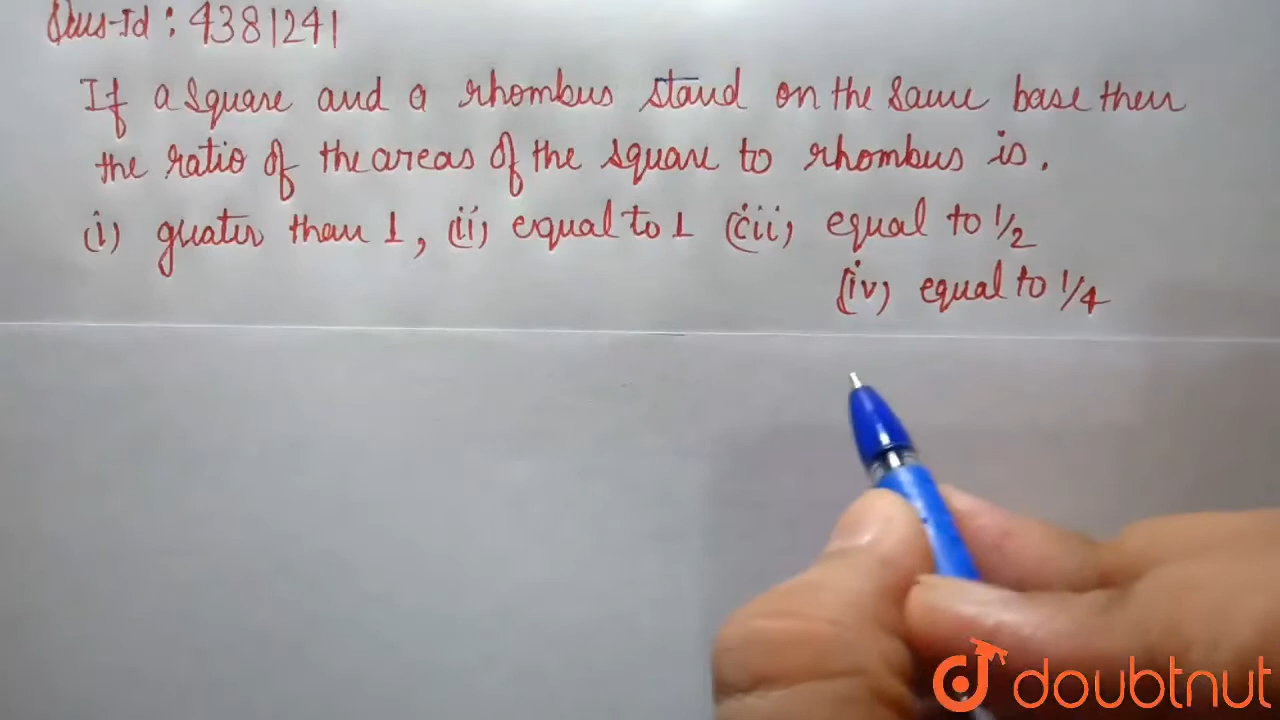 Qus-Id : 4381241
If a square and a rhombus stand on the same base then
the ratio of the areas of the square to rhombus is.
(i) greater than 1, (ii) equal to 1 (iii) equal to 1/2
(iv) equal to 1/4
doubtnut